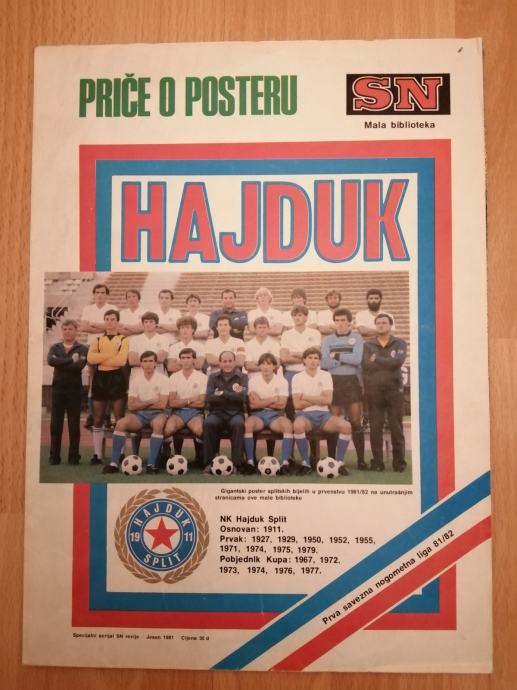 PRIČE O POSTERU
SN
Mala biblioteka
HAJDUK
Gigantski poster splitskih bijelih u prvenstvu 1981/82 na unutrašnjim
stranicama ove male biblioteke
HAJDUK
19 11
SPLIT
NK Hajduk Split
Osnovan: 1911.
Prvak: 1927, 1929, 1950, 1952, 1955,
1971, 1974, 1975, 1979.
Pobjednik Kupa: 1967, 1972,
1973, 1974, 1976, 1977.
Prva savezna nogometna liga 81/82
Specijalni serijal SN revije Jesen 1981 Cijena 30 d